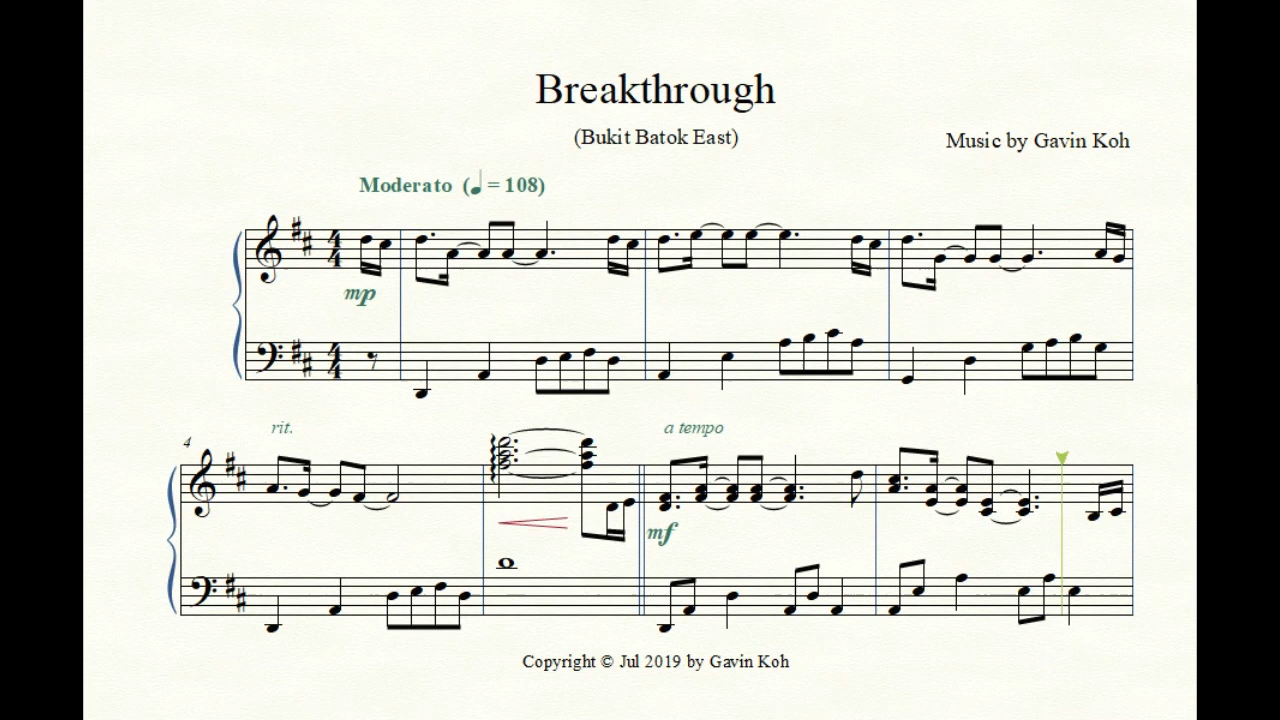 Breakthrough
(Bukit Batok East)
Music by Gavin Koh
Moderato (♩ = 108)
mp
4
rit.
a tempo
mf
Copyright © Jul 2019 by Gavin Koh